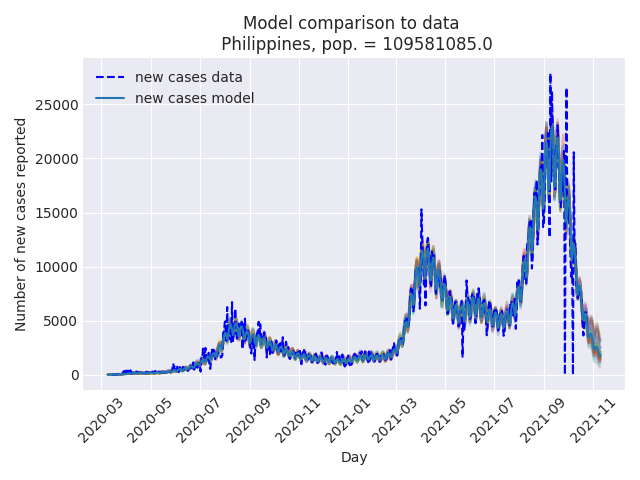 Model comparison to data
Philippines, pop. = 109581085.0
new cases data
new cases model
Number of new cases reported
25000
20000
15000
10000
5000
0
2020-03
2020-05
2020-07
2020-09
2020-11
2021-01
2021-03
2021-05
2021-07
2021-09
2021-11
Day